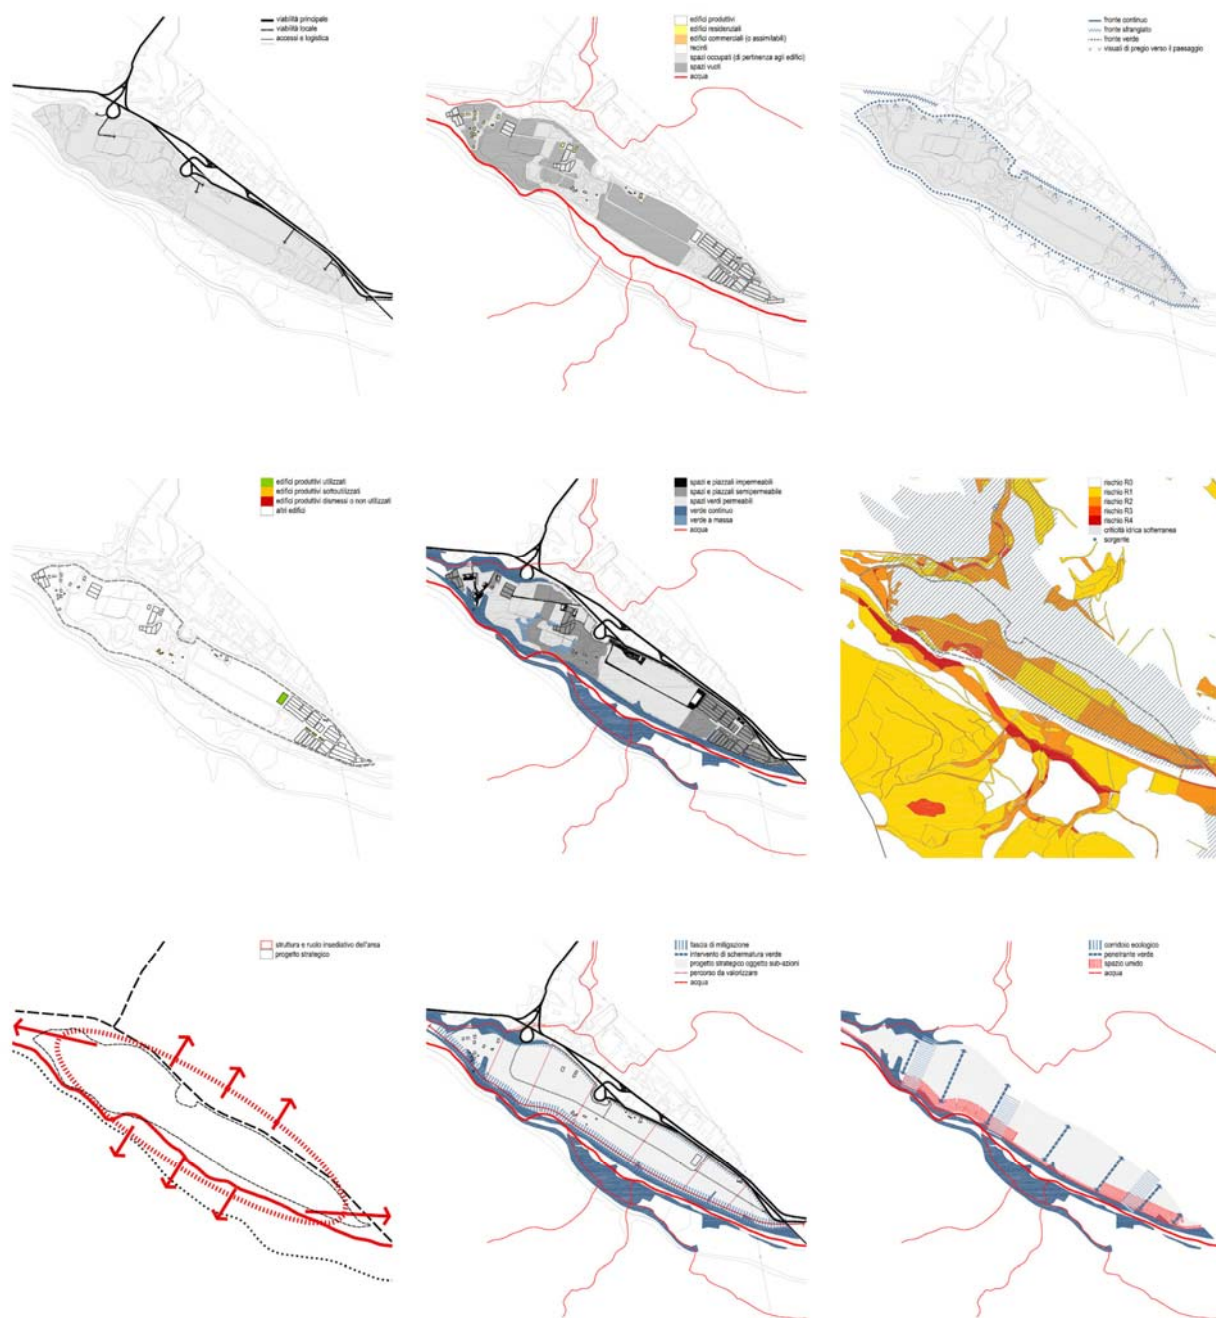 viabilità principale
viabilità locale
accessi e logistica
edifici produttivi
edifici residenziali
edifici commerciali (o assimilabili)
recinti
spazi occupati (di pertinenza agli edifici)
spazi vuoti
acqua
fronte continuo
fronte sfrangiato
fronte verde
visuali di pregio verso il paesaggio
edifici produttivi utilizzati
edifici produttivi sottoutilizzati
edifici produttivi dismessi o non utilizzati
altri edifici
spazi e piazzali impermeabili
spazi e piazzali semipermeabile
spazi verdi permeabili
verde continuo
verde a massa
acqua
rischio R0
rischio R1
rischio R2
rischio R3
rischio R4
criticità idrica sotterranea
sorgente
struttura e ruolo insediativo dell'area
progetto strategico
fascia di mitigazione
intervento di schermatura verde
progetto strategico oggetto sub-azioni
percorso da valorizzare
acqua
corridoio ecologico
penetrante verde
spazio umido
acqua